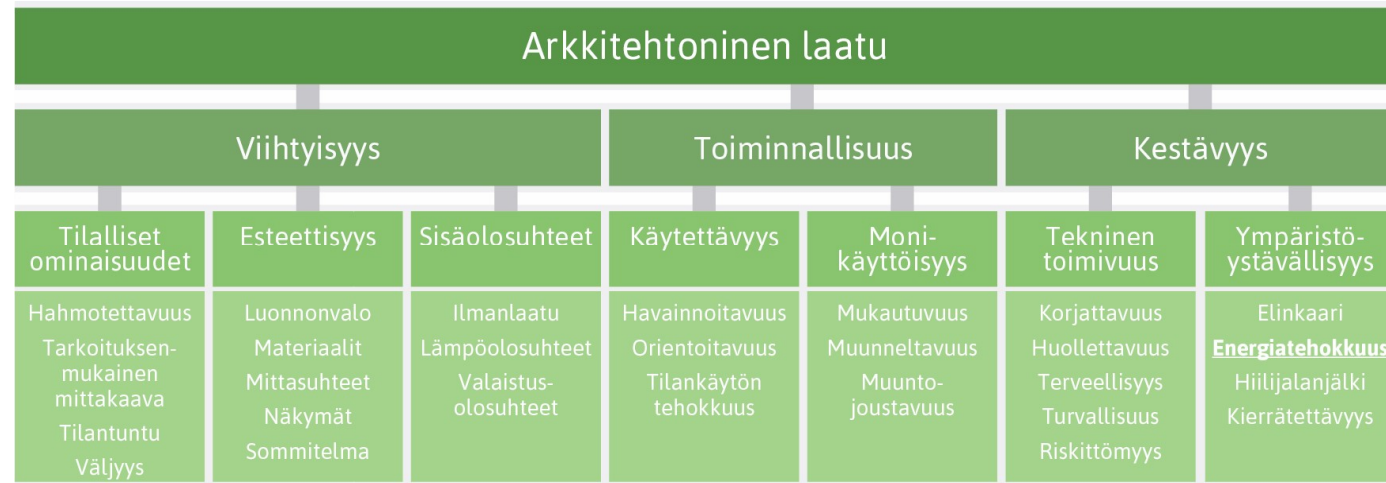 Arkkitehtoninen laatu
Viihtyisyys
Toiminnallisuus
Kestävyys
Tilalliset
ominaisuudet
Esteettisyys
Sisäolosuhteet
Käytettävyys
Moni-
käyttöisyys
Tekninen
toimivuus
Ympäristö-
ystävällisyys
Hahmotettavuus
Tarkoituksen-
mukainen
mittakaava
Tilantuntu
Väljyys
Luonnonvalo
Materiaalit
Mittasuhteet
Näkymät
Sommitelma
Ilmanlaatu
Lämpöolosuhteet
Valaistus-
olosuhteet
Havainnoitavuus
Orientoitavuus
Tilankäytön
tehokkuus
Mukautuvuus
Muunneltavuus
Muunto-
joustavuus
Korjattavuus
Huollettavuus
Terveellisyys
Turvallisuus
Riskittömyys
Elinkaari
Energiatehokkuus
Hiilijalanjälki
Kierrätettävyys